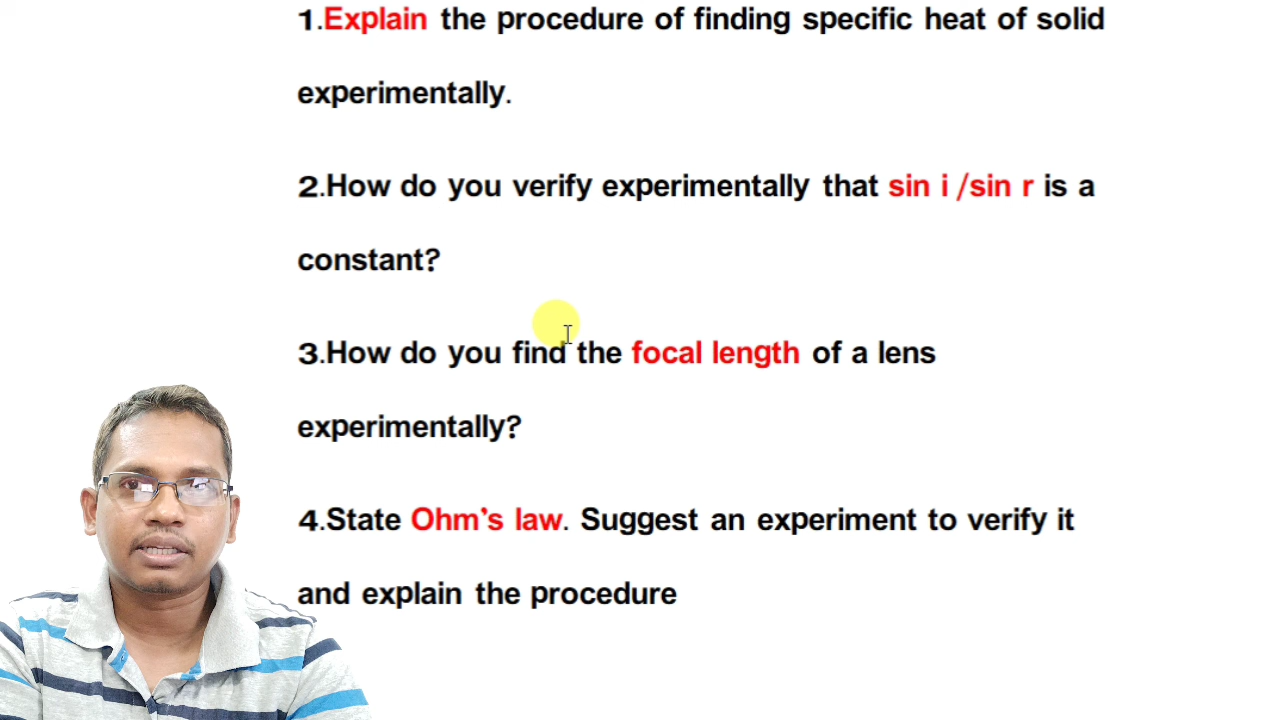 1.Explain the procedure of finding specific heat of solid
experimentally.
2.How do you verify experimentally that sin i /sin r is a
constant?
3.How do you find the focal length of a lens
experimentally?
4.State Ohm’s law. Suggest an experiment to verify it
and explain the procedure